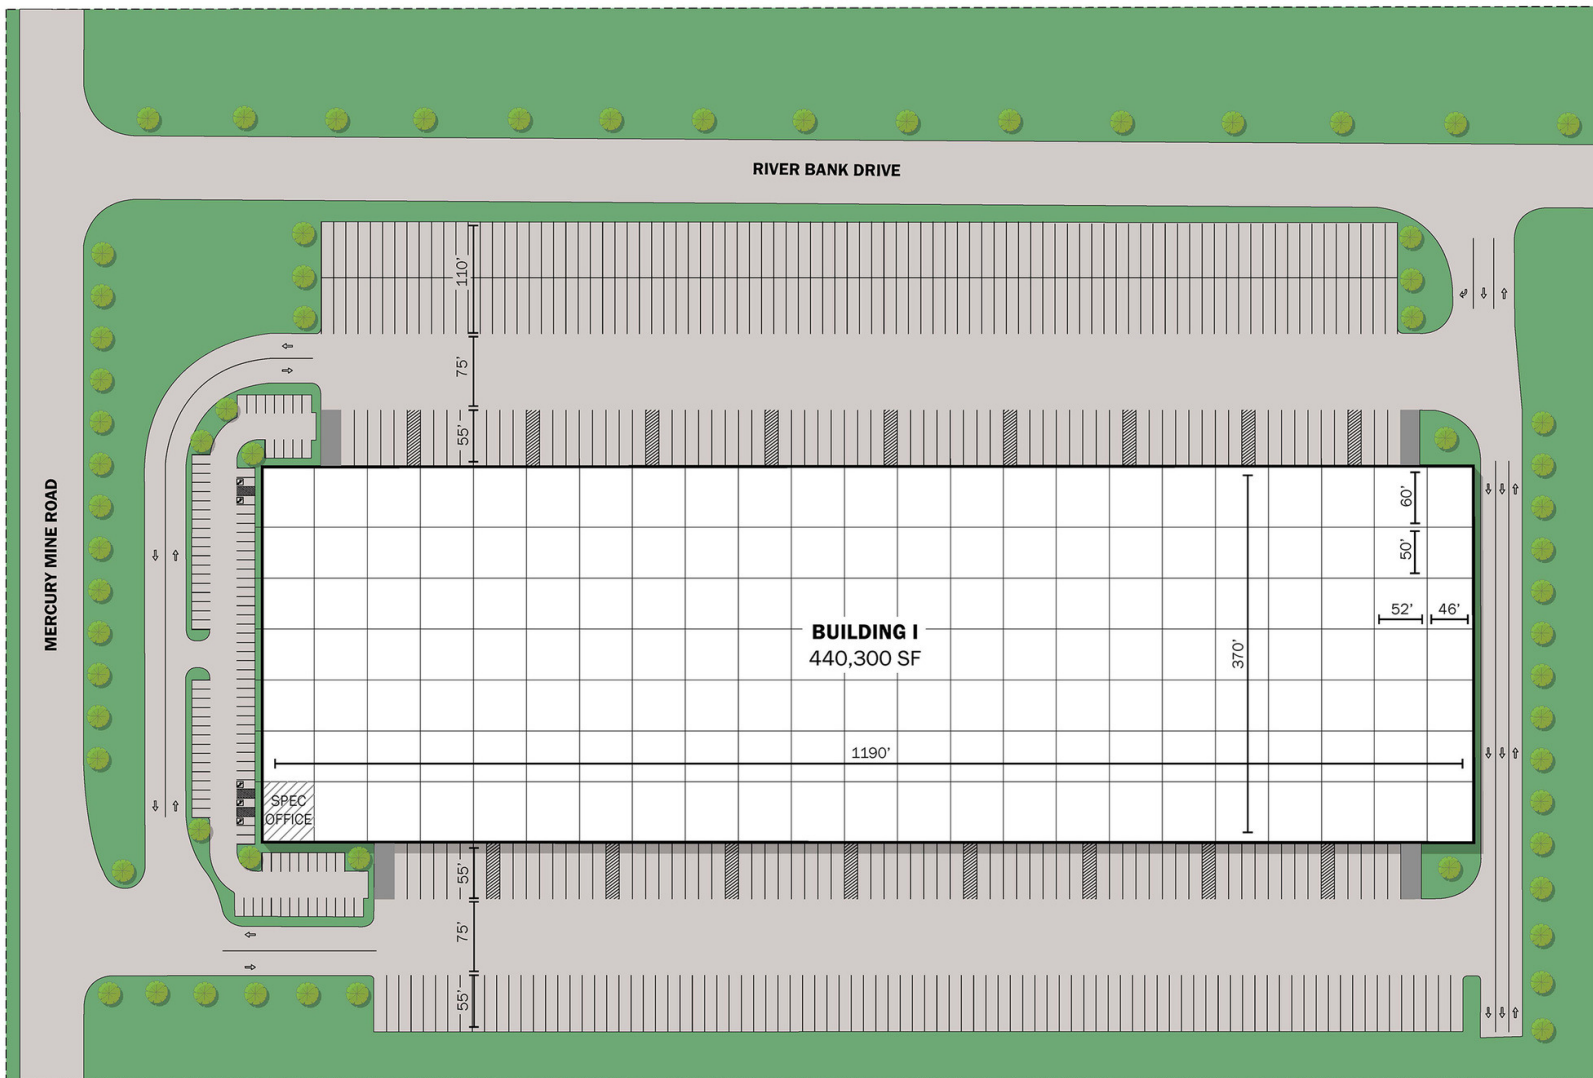 RIVER BANK DRIVE
110'
75'
55'
MERCURY MINE ROAD
60'
50'
52'
46'
BUILDING I
440,300 SF
370'
1190'
SPEC
OFFICE
55'
75'
55'